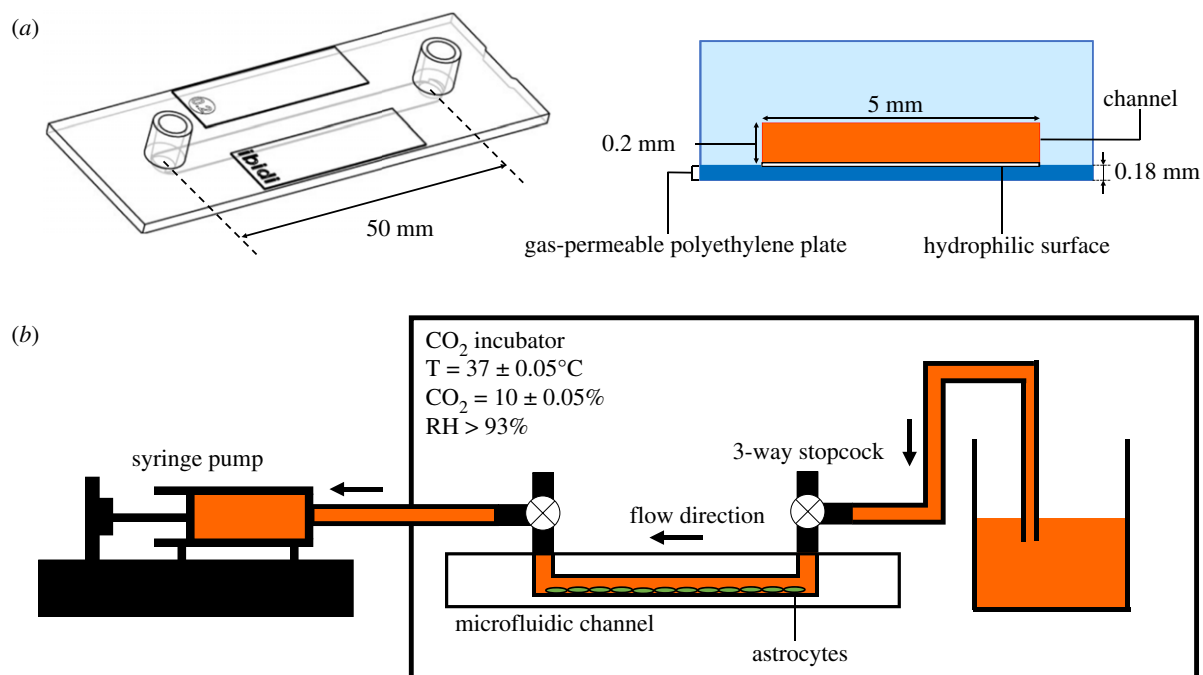 (a)
0.2
ibidi
50 mm
5 mm
channel
0.2 mm
0.18 mm
gas-permeable polyethylene plate
hydrophilic surface
(b)
CO₂ incubator
T = 37 ± 0.05°C
CO₂ = 10 ± 0.05%
RH > 93%
syringe pump
3-way stopcock
flow direction
microfluidic channel
astrocytes